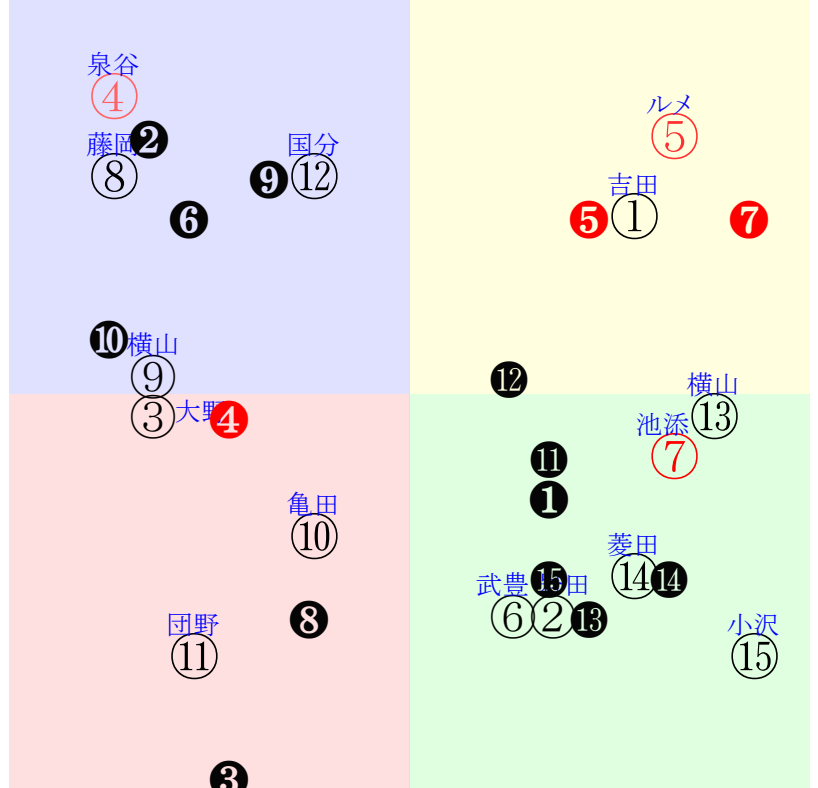 泉谷
④
ルメ
⑤
藤岡
❷
国分
⑧
❾
⑫
吉田
❻
❺
①
❼
❿
横山
⑨
⓬
横山
③
大野
❹
⑬
池添
⓫
⑦
❶
亀田
⑩
菱田
武豊
⓯
田
⑭
⓮
団野
❽
⑥
②
⓭
小沢
⑪
⑮
❸